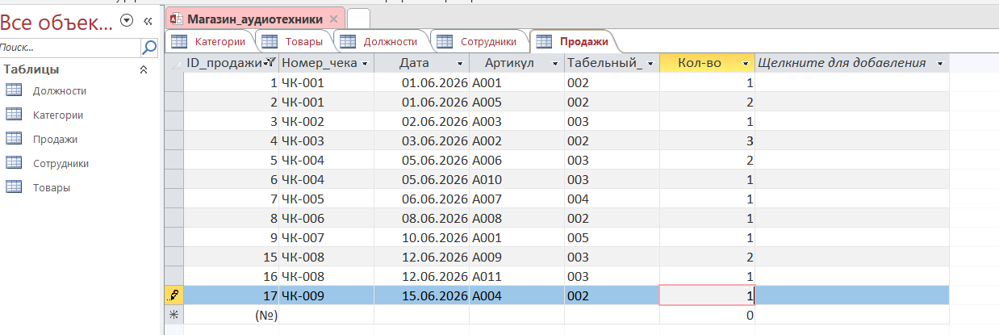 Все объек...
Поиск...
Таблицы
Должности
Категории
Продажи
Сотрудники
Товары
Магазин_аудиотехники
Категории Товары Должности Сотрудники Продажи
ID_продажи Номер_чека Дата Артикул Табельный_ Кол-во Щелкните для добавления
1 ЧК-001 01.06.2026 A001 002 1
2 ЧК-001 01.06.2026 A005 002 2
3 ЧК-002 02.06.2026 A003 003 1
4 ЧК-003 03.06.2026 A002 002 3
5 ЧК-004 05.06.2026 A006 003 2
6 ЧК-004 05.06.2026 A010 003 1
7 ЧК-005 06.06.2026 A007 004 1
8 ЧК-006 08.06.2026 A008 002 1
9 ЧК-007 10.06.2026 A001 005 1
15 ЧК-008 12.06.2026 A009 003 2
16 ЧК-008 12.06.2026 A011 003 1
17 ЧК-009 15.06.2026 A004 002 1
(№) 0